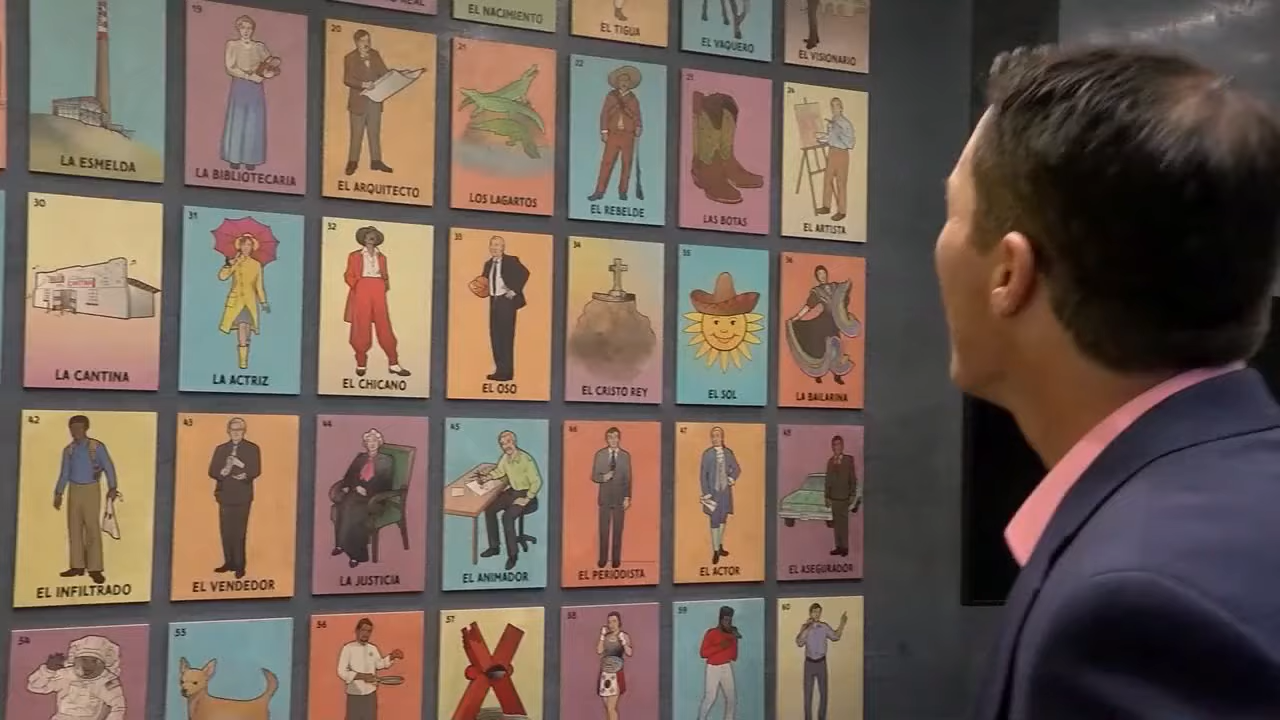 REAL
EL NACIMIENTO
EL TIGUA
EL VAQUERO
EL VISIONARIO
19
20
21
22
23
24
LA ESMELDA
LA BIBLIOTECARIA
EL ARQUITECTO
LOS LAGARTOS
EL REBELDE
LAS BOTAS
EL ARTISTA
30
31
32
33
34
35
36
CANTINA
LA CANTINA
LA ACTRIZ
EL CHICANO
EL OSO
EL CRISTO REY
EL SOL
LA BAILARINA
42
43
44
45
46
47
48
EL INFILTRADO
EL VENDEDOR
LA JUSTICIA
EL ANIMADOR
EL PERIODISTA
EL ACTOR
EL ASEGURADOR
54
55
56
57
58
59
60